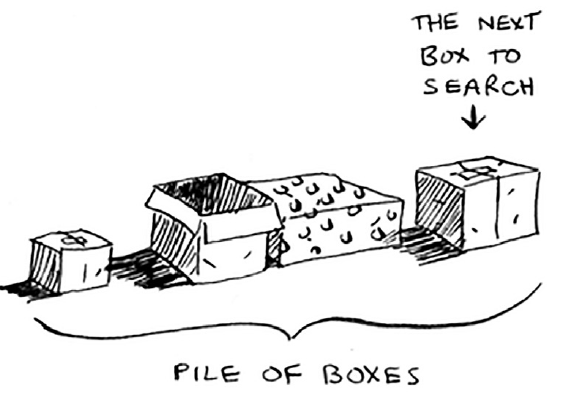 THE NEXT
BOX TO
SEARCH
PILE OF BOXES